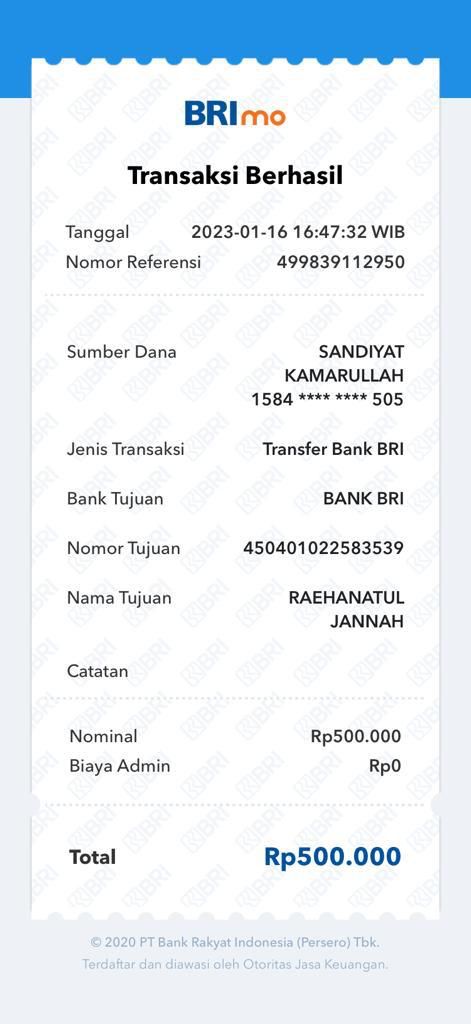 BRImo
Transaksi Berhasil
Tanggal 2023-01-16 16:47:32 WIB
Nomor Referensi 499839112950
Sumber Dana SANDIYAT
KAMARULLAH
1584 **** **** 505
Jenis Transaksi Transfer Bank BRI
Bank Tujuan BANK BRI
Nomor Tujuan 450401022583539
Nama Tujuan RAEHANATUL
JANNAH
Catatan
Nominal Rp500.000
Biaya Admin Rp0
Total Rp500.000
© 2020 PT Bank Rakyat Indonesia (Persero) Tbk.
Terdaftar dan diawasi oleh Otoritas Jasa Keuangan.